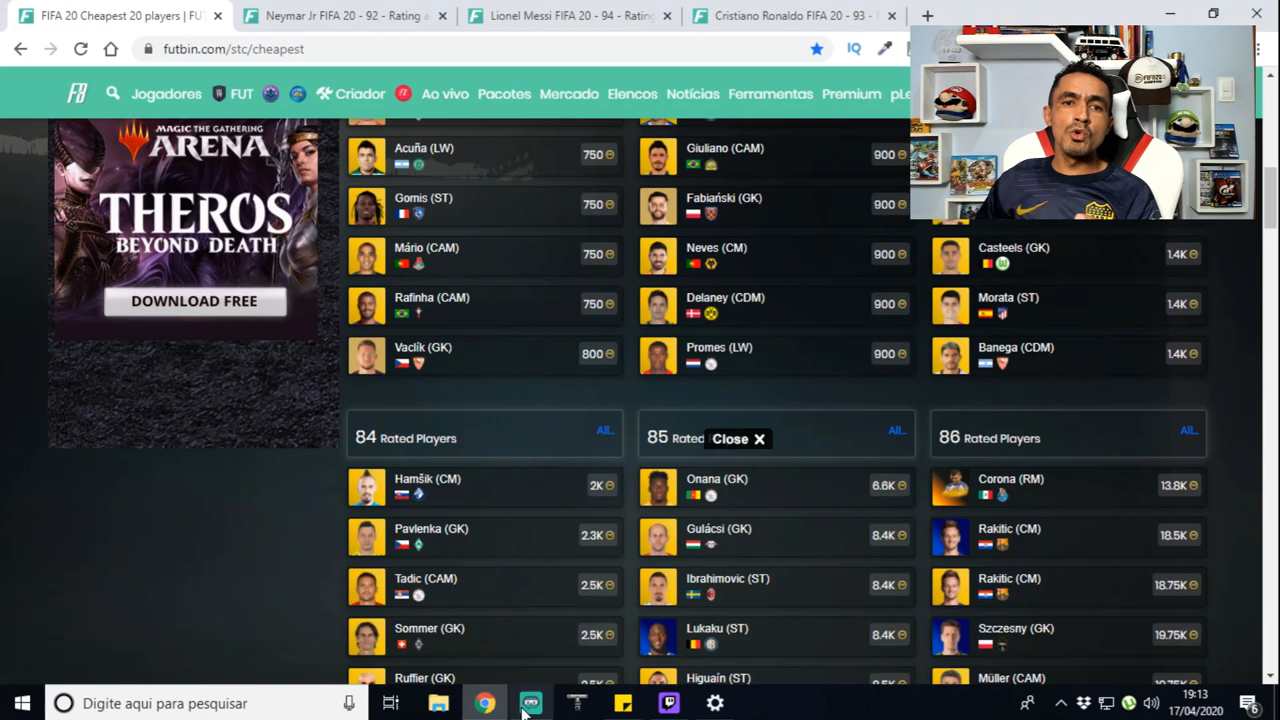 FIFA 20 Cheapest 20 players | FUT
Neymar Jr FIFA 20 - 92 - Rating a
Lionel Messi FIFA 20 - 94 - Rating
Cristiano Ronaldo FIFA 20 - 93 -
futbin.com/stc/cheapest
IQ
F8
Jogadores
FUT
Criador
vivo
Pacotes
Mercado
Elencos
Notícias
Ferramentas
Premium
MAGIC THE GATHERING
ARENA
THEROS
BEYOND DEATH
DOWNLOAD FREE
Acuña (LW) 750
Gomis (ST) 750
Mário (CAM) 750
Rafinha (CAM) 750
Vaclík (GK) 800
Giuliano (CAM) 900
Fabiański (GK) 900
Neves (CM) 900
Delaney (CDM) 900
Promes (LW) 900
Casteels (GK) 1.4K
Morata (ST) 1.4K
Banega (CDM) 1.4K
84 Rated Players All..
Hamšik (CM) 2K
Pavlenka (GK) 2.3K
Tadic (CAM) 2.5K
Sommer (GK) 2.5K
Ruffier (GK)
85 Rated All..
Close X
Onana (GK) 6.6K
Gulácsi (GK) 8.4K
Ibrahimovic (ST) 8.4K
Lukaku (ST) 8.4K
Higuaín (ST)
86 Rated Players All..
Corona (RM) 13.8K
Rakitic (CM) 18.5K
Rakitic (CM) 18.75K
Szczesny (GK) 19.75K
Müller (CAM)
Digite aqui para pesquisar
19:13
17/04/2020
6